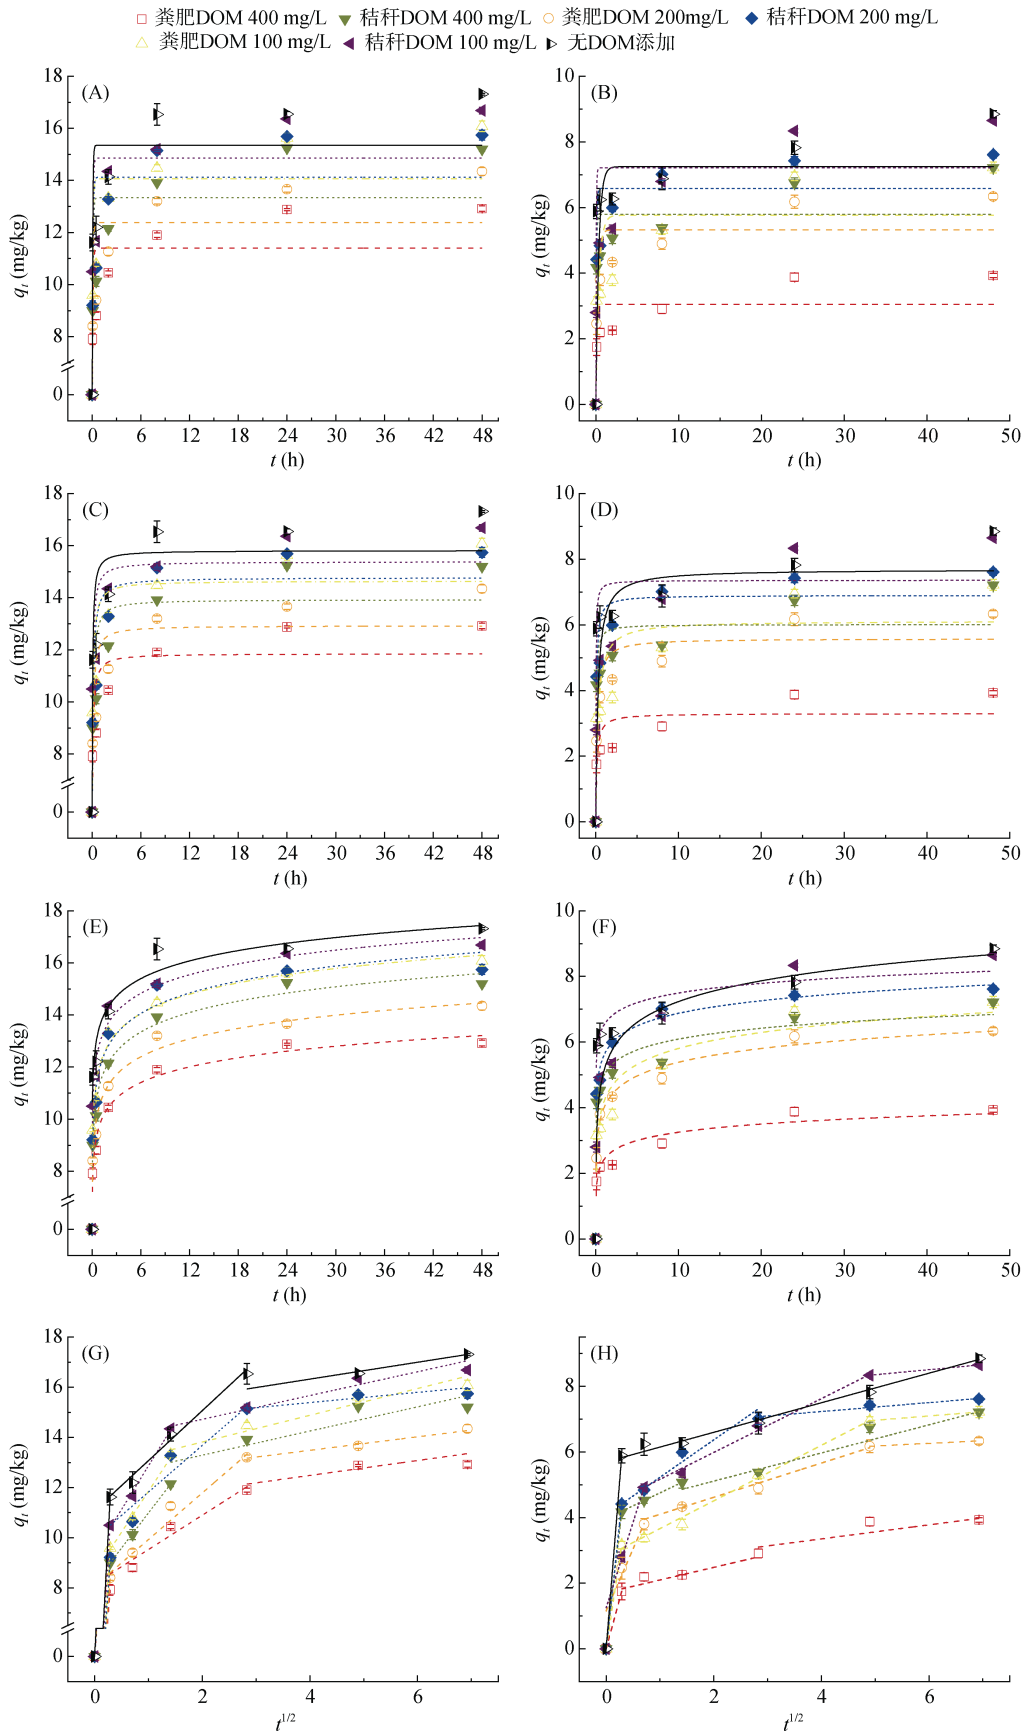 粪肥DOM 400 mg/L 秸秆DOM 400 mg/L 粪肥DOM 200mg/L 秸秆DOM 200 mg/L
粪肥DOM 100 mg/L 秸秆DOM 100 mg/L 无DOM添加
(A)
18
16
14
12
10
8
0
qt (mg/kg)
0 6 12 18 24 30 36 42 48
t (h)
(B)
10
8
6
4
2
0
qt (mg/kg)
0 10 20 30 40 50
t (h)
(C)
18
16
14
12
10
8
0
qt (mg/kg)
0 6 12 18 24 30 36 42 48
t (h)
(D)
10
8
6
4
2
0
qt (mg/kg)
0 10 20 30 40 50
t (h)
(E)
18
16
14
12
10
8
0
qt (mg/kg)
0 6 12 18 24 30 36 42 48
t (h)
(F)
10
8
6
4
2
0
qt (mg/kg)
0 10 20 30 40 50
t (h)
(G)
18
16
14
12
10
8
0
qt (mg/kg)
0 2 4 6
t1/2
(H)
8
6
4
2
0
qt (mg/kg)
0 2 4 6
t1/2